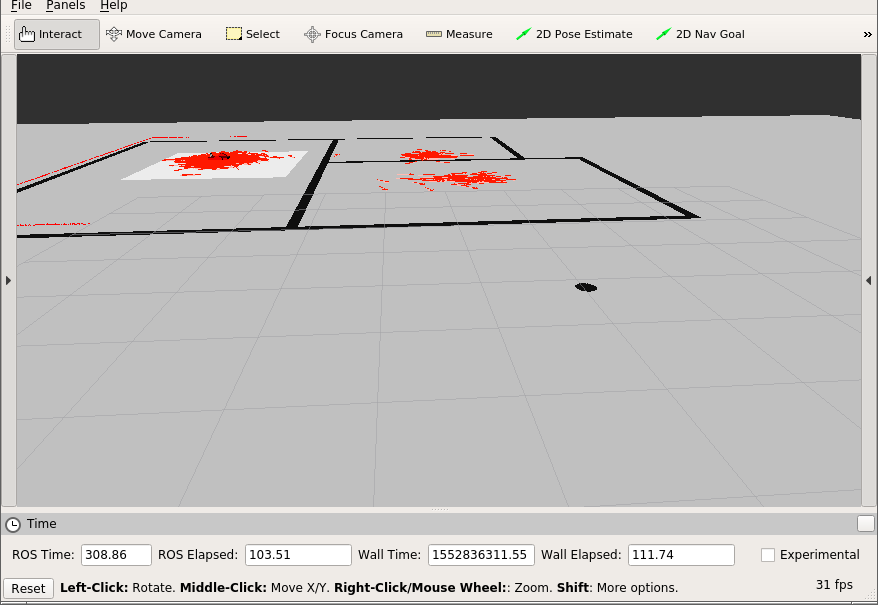 File Panels Help
Interact Move Camera Select Focus Camera Measure 2D Pose Estimate 2D Nav Goal »
Time
ROS Time: 308.86 ROS Elapsed: 103.51 Wall Time: 1552836311.55 Wall Elapsed: 111.74 Experimental
Reset Left-Click: Rotate. Middle-Click: Move X/Y. Right-Click/Mouse Wheel:: Zoom. Shift: More options. 31 fps